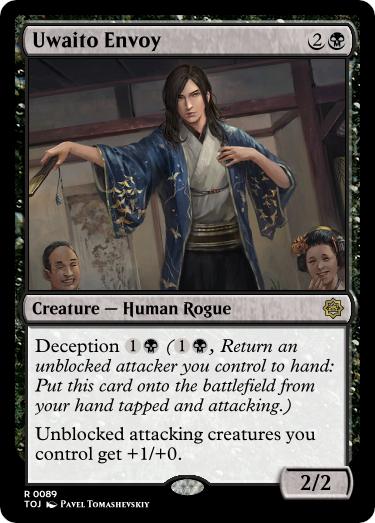 Uwaito Envoy 2
Creature — Human Rogue
Deception 1 ( 1 , Return an
unblocked attacker you control to hand:
Put this card onto the battlefield from
your hand tapped and attacking.)
Unblocked attacking creatures you
control get +1/+0.
2/2
R 0089
TOJ PAVEL TOMASHEVSKIY